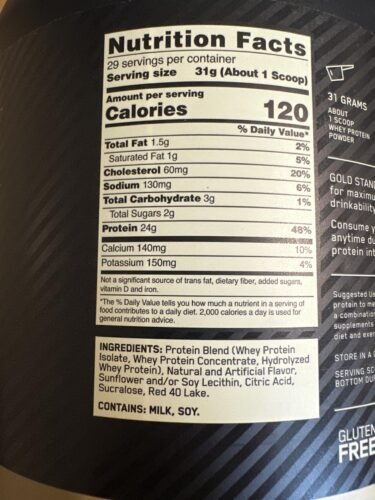 Nutrition Facts
29 servings per container
Serving size 31g (About 1 Scoop)
Amount per serving
Calories 120
% Daily Value*
Total Fat 1.5g 2%
Saturated Fat 1g 5%
Cholesterol 60mg 20%
Sodium 130mg 6%
Total Carbohydrate 3g 1%
Total Sugars 2g
Protein 24g 48%
Calcium 140mg 10%
Potassium 150mg 4%
Not a significant source of trans fat, dietary fiber, added sugars,
vitamin D and iron.
*The % Daily Value tells you how much a nutrient in a serving of
food contributes to a daily diet. 2,000 calories a day is used for
general nutrition advice.
INGREDIENTS: Protein Blend (Whey Protein
Isolate, Whey Protein Concentrate, Hydrolyzed
Whey Protein), Natural and Artificial Flavor,
Sunflower and/or Soy Lecithin, Citric Acid,
Sucralose, Red 40 Lake.
CONTAINS: MILK, SOY.
31 GRAMS
ABOUT
1 SCOOP
WHEY PROTEIN
POWDER
GOLD STAN
for maximu
drinkability
Consume y
anytime du
protein int
Suggested Us
protein to me
a combination
supplements
diet and exer
STORE IN A
SERVING SC
BOTTOM DU
GLUTEN
FREE